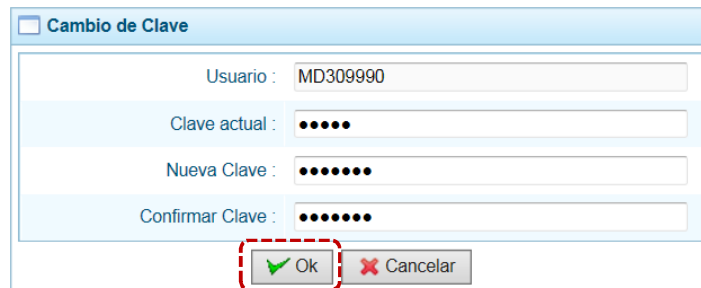 Cambio de Clave
Usuario : MD309990
Clave actual : •••••
Nueva Clave : •••••••
Confirmar Clave : •••••••
Ok Cancelar